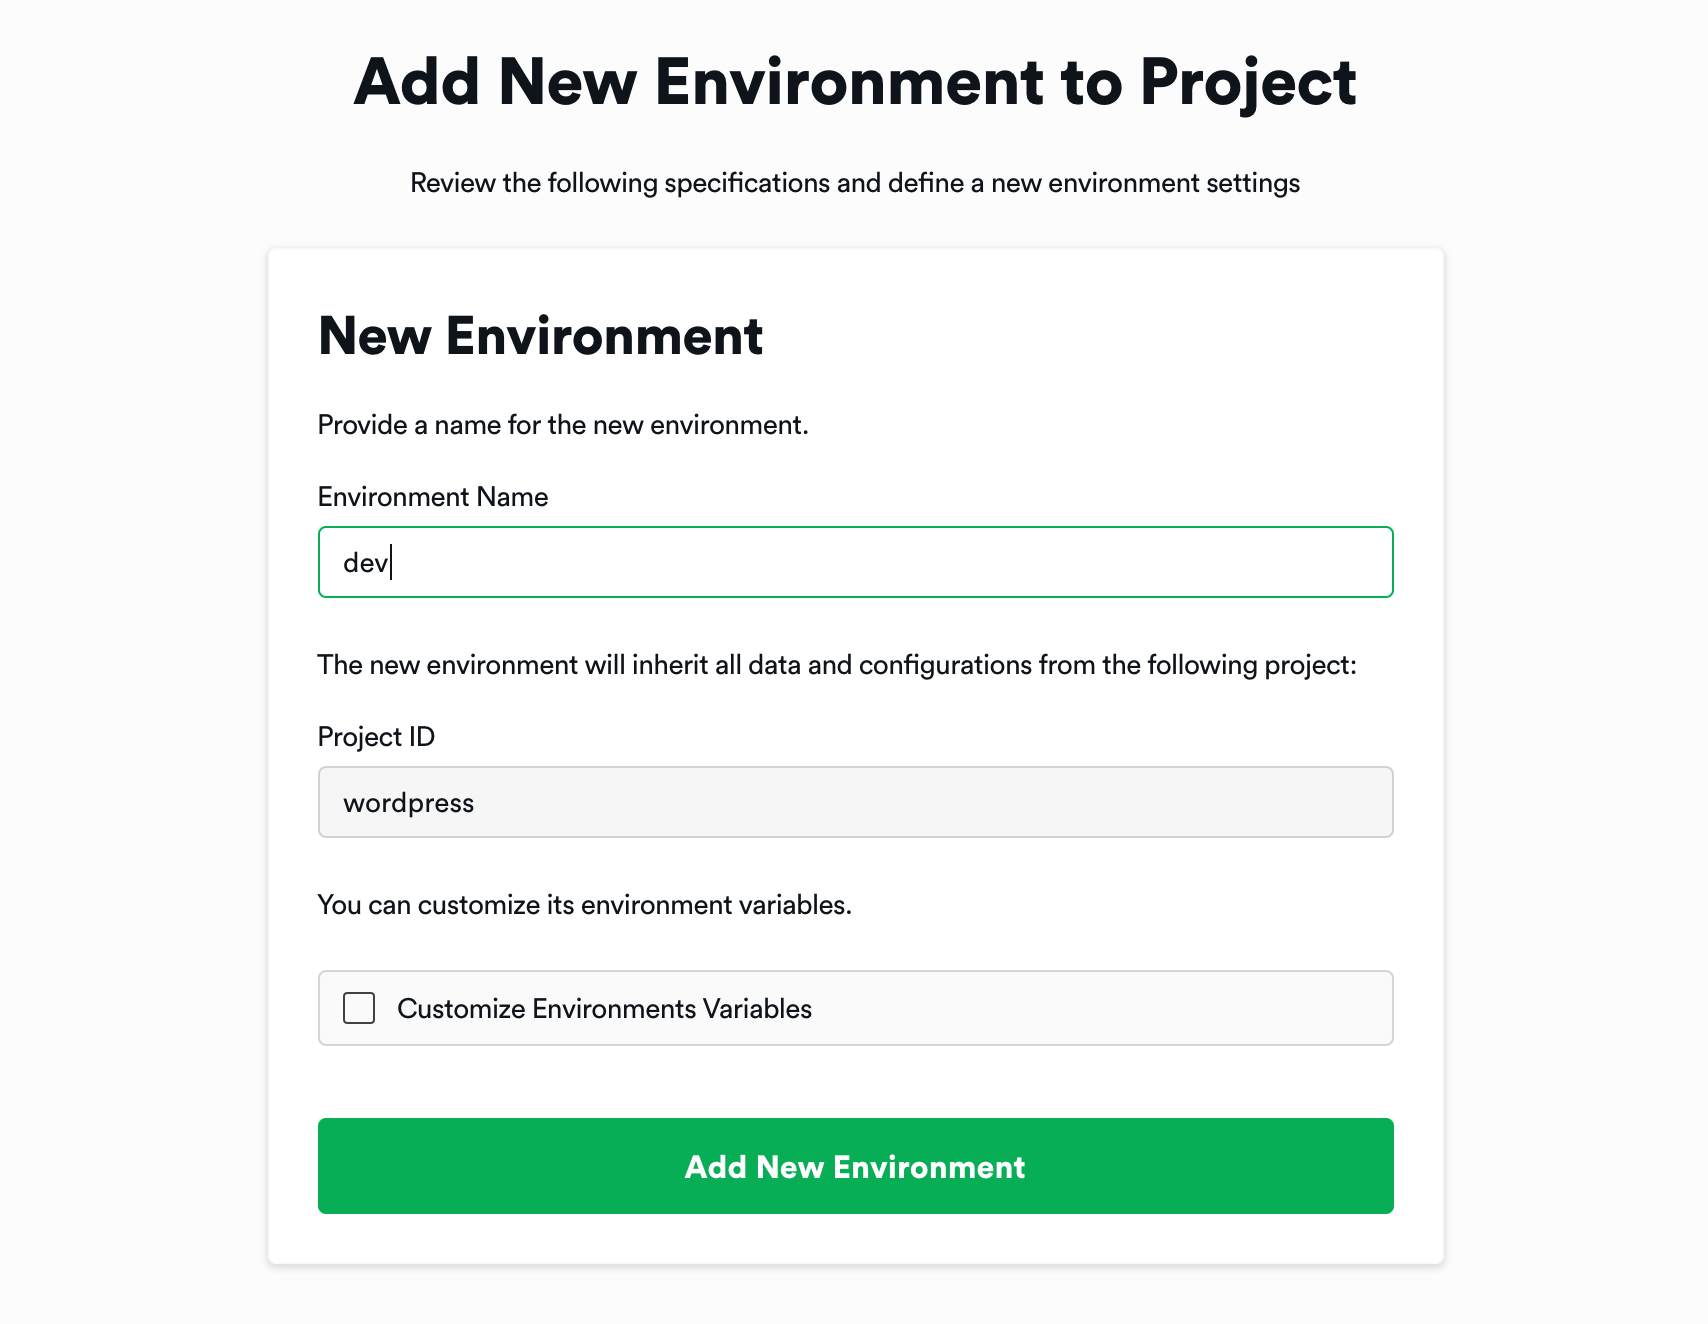 Add New Environment to Project
Review the following specifications and define a new environment settings
New Environment
Provide a name for the new environment.
Environment Name
dev
The new environment will inherit all data and configurations from the following project:
Project ID
wordpress
You can customize its environment variables.
Customize Environments Variables
Add New Environment